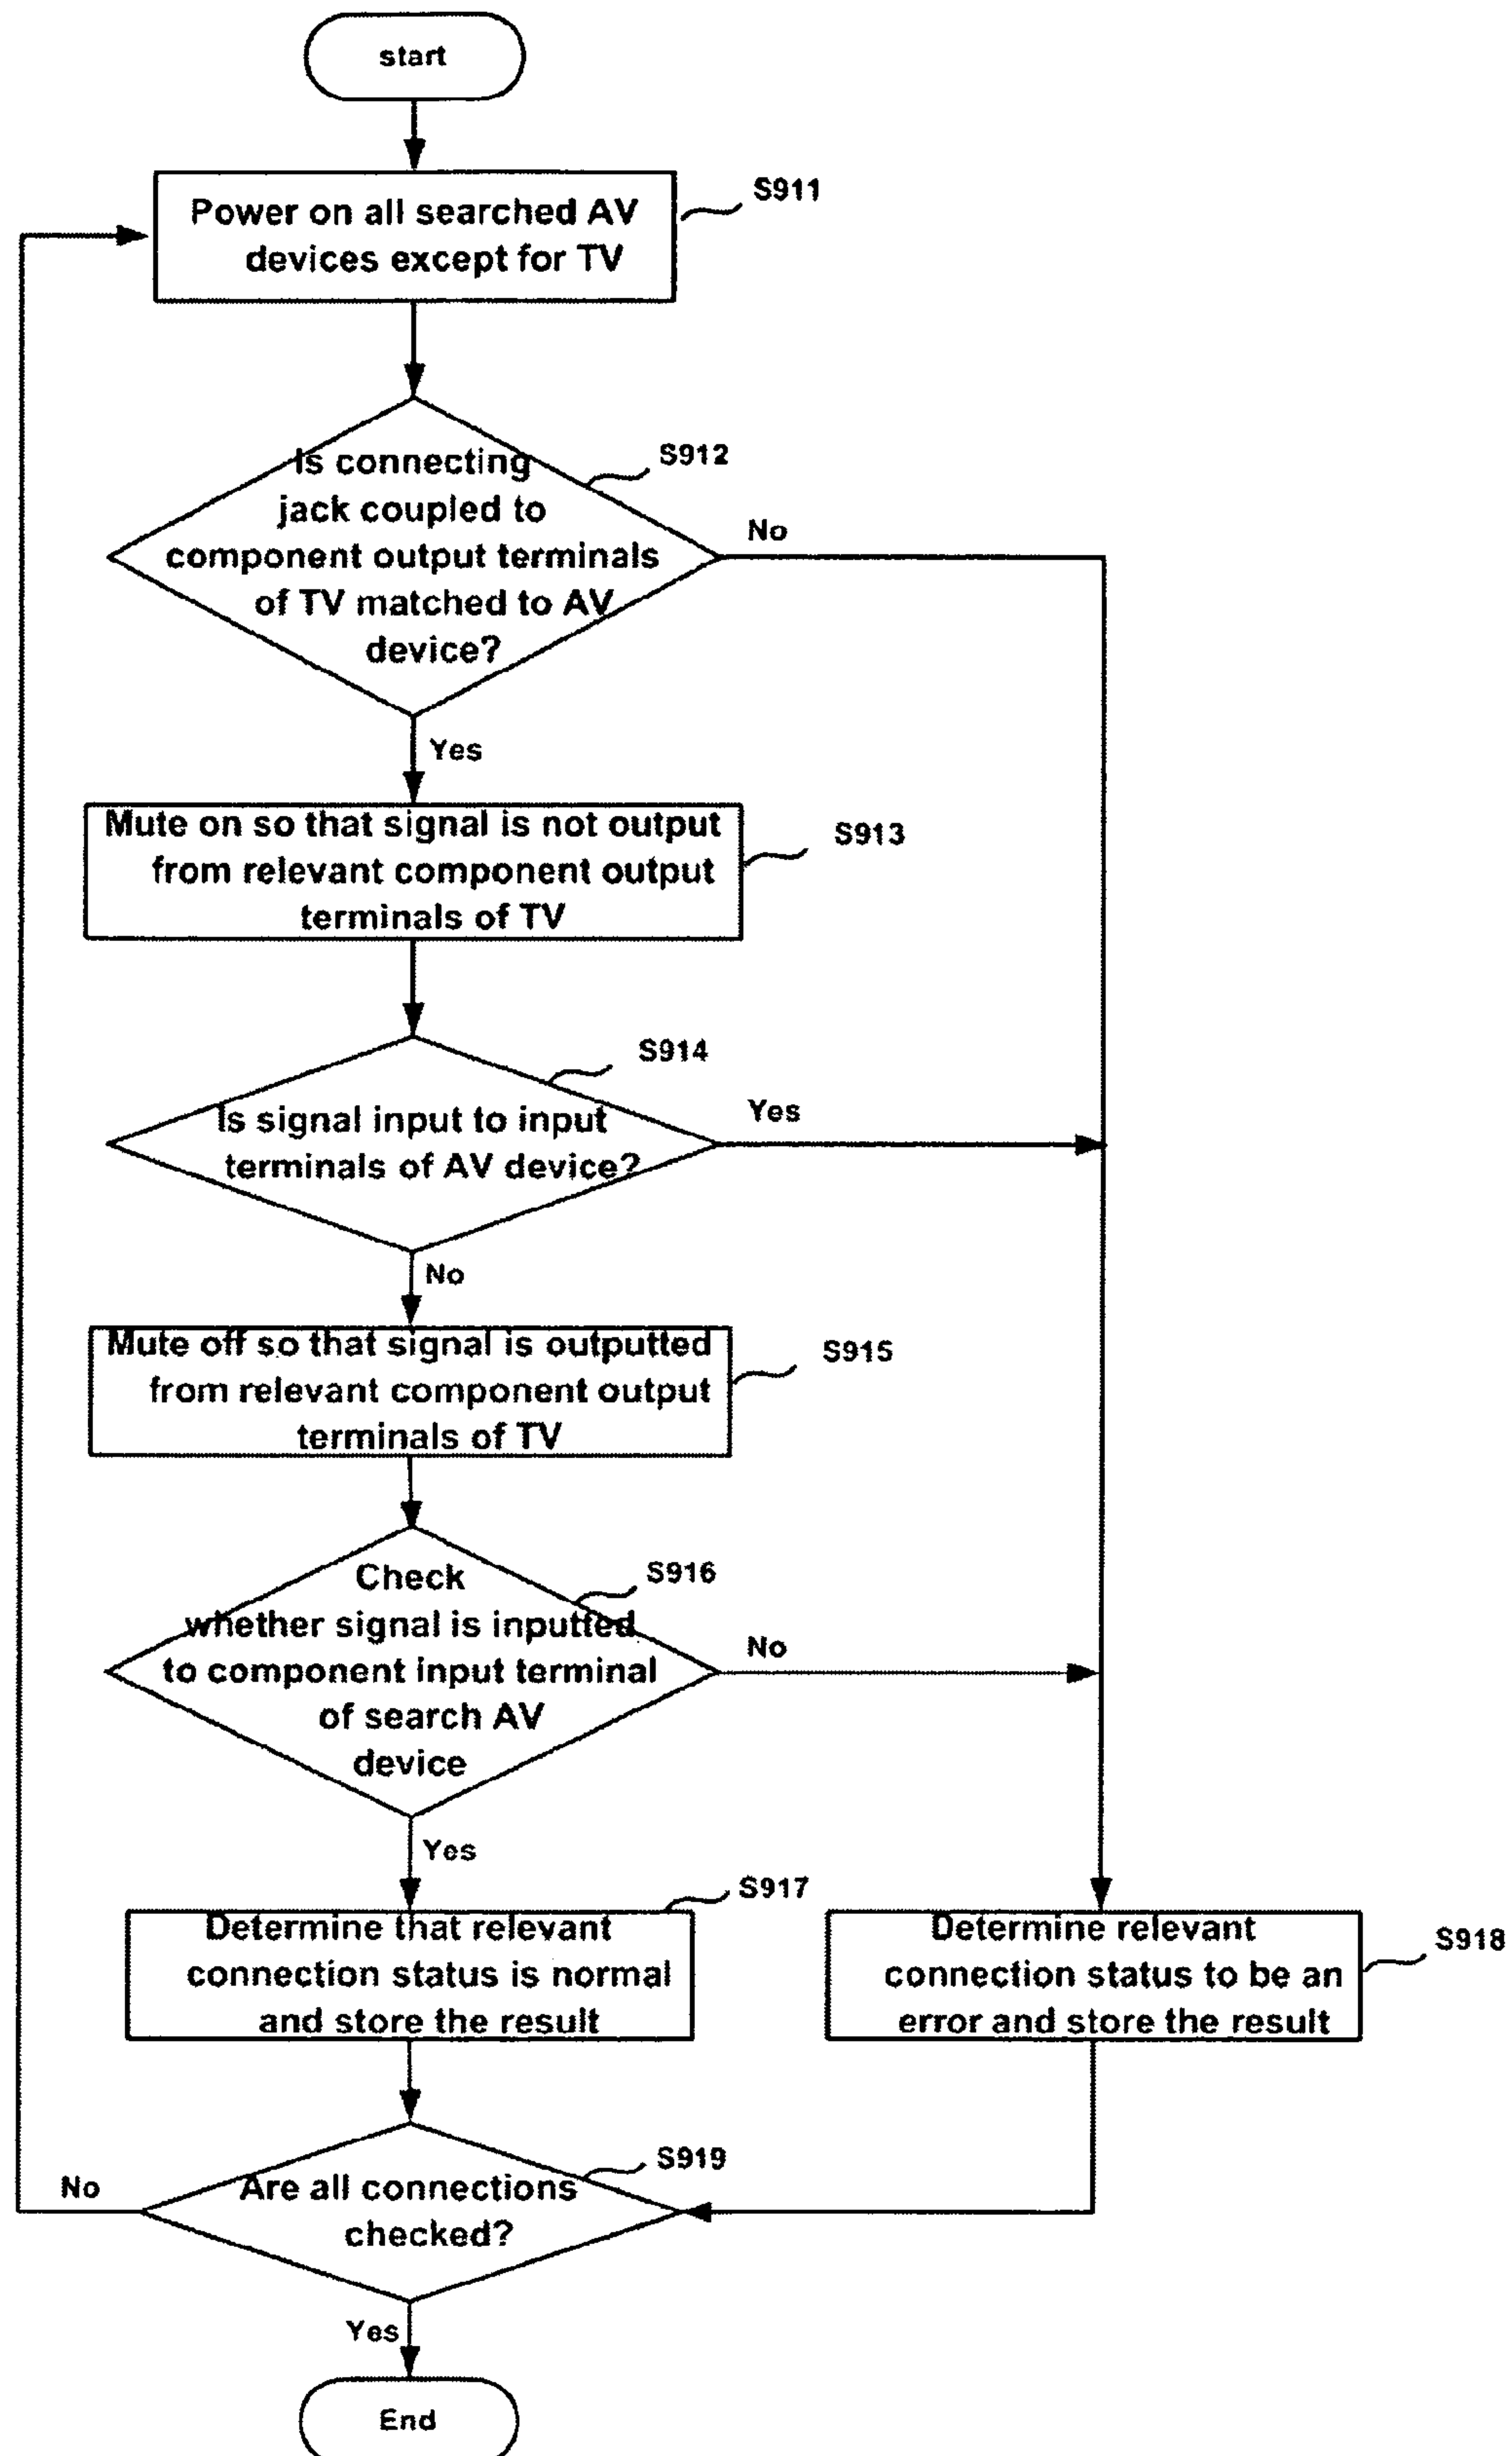 start
Power on all searched AV
devices except for TV
S911
Is connecting
jack coupled to
component output terminals
of TV matched to AV
device?
S912
No
Yes
Mute on so that signal is not output
from relevant component output
terminals of TV
S913
Is signal input to input
terminals of AV device?
S914
Yes
No
Mute off so that signal is outputted
from relevant component output
terminals of TV
S915
Check
whether signal is inputted
to component input terminal
of search AV
device
S916
No
Yes
Determine that relevant
connection status is normal
and store the result
S917
Determine relevant
connection status to be an
error and store the result
S918
Are all connections
checked?
S919
No
Yes
End